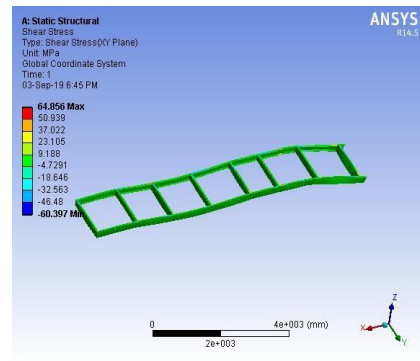 A: Static Structural
Shear Stress
Type: Shear Stress(XY Plane)
Unit: MPa
Global Coordinate System
Time: 1
03-Sep-19 6:45 PM
64.856 Max
50.939
37.022
23.105
9.188
-4.7291
-18.646
-32.563
-46.48
-60.397 Min
ANSYS
R14.5
0
4e+003 (mm)
2e+003
Z
X
Y